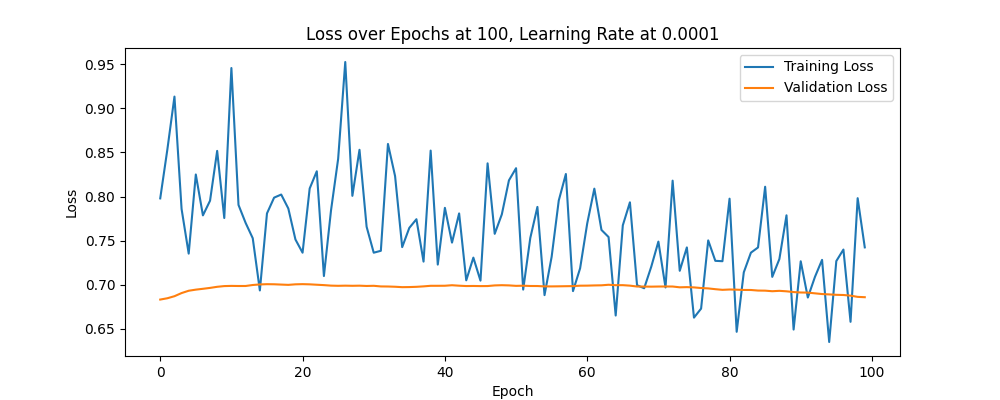 Loss over Epochs at 100, Learning Rate at 0.0001
Training Loss
Validation Loss
0.95
0.90
0.85
0.80
0.75
0.70
0.65
Loss
0 20 40 60 80 100
Epoch